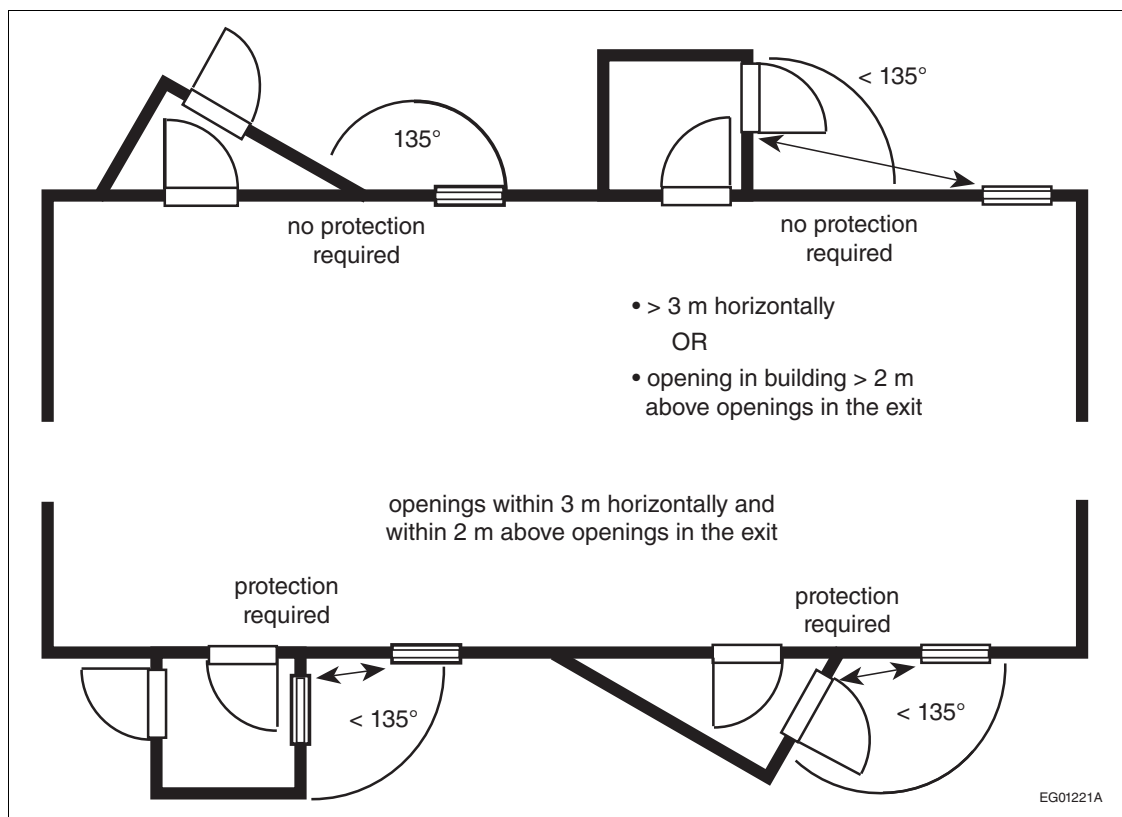 < 135°
135°
no protection
required
no protection
required
• > 3 m horizontally
OR
• opening in building > 2 m
above openings in the exit
openings within 3 m horizontally and
within 2 m above openings in the exit
protection
required
protection
required
< 135°
< 135°
EG01221A